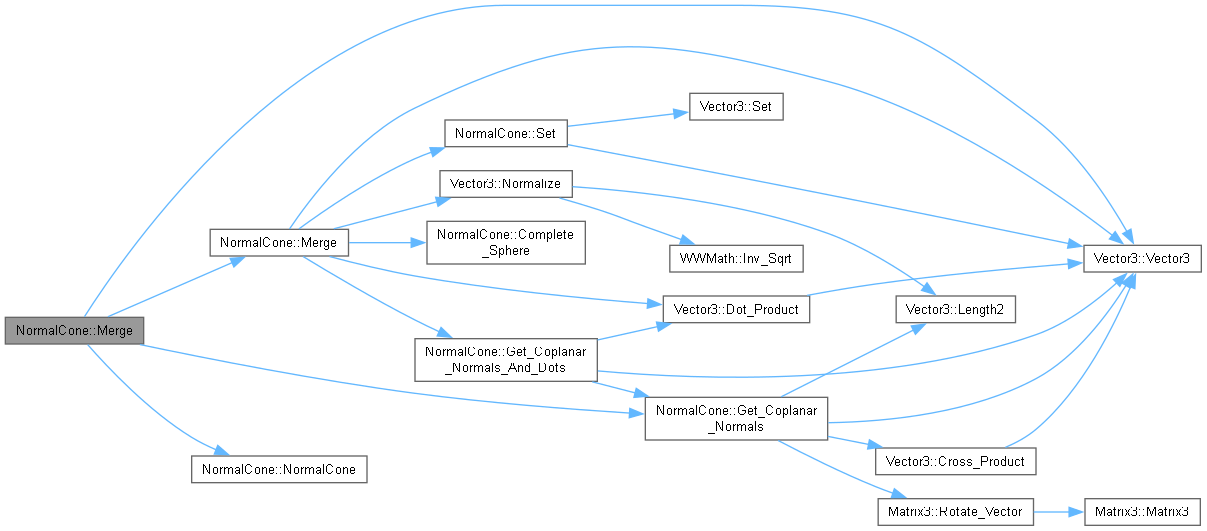 Vector3::Set
NormalCone::Set
Vector3::Normalize
NormalCone::Merge
NormalCone::Complete
_Sphere
WWMath::Inv_Sqrt
Vector3::Vector3
Vector3::Dot_Product
Vector3::Length2
NormalCone::Merge
NormalCone::Get_Coplanar
_Normals_And_Dots
NormalCone::Get_Coplanar
_Normals
NormalCone::NormalCone
Vector3::Cross_Product
Matrix3::Rotate_Vector
Matrix3::Matrix3